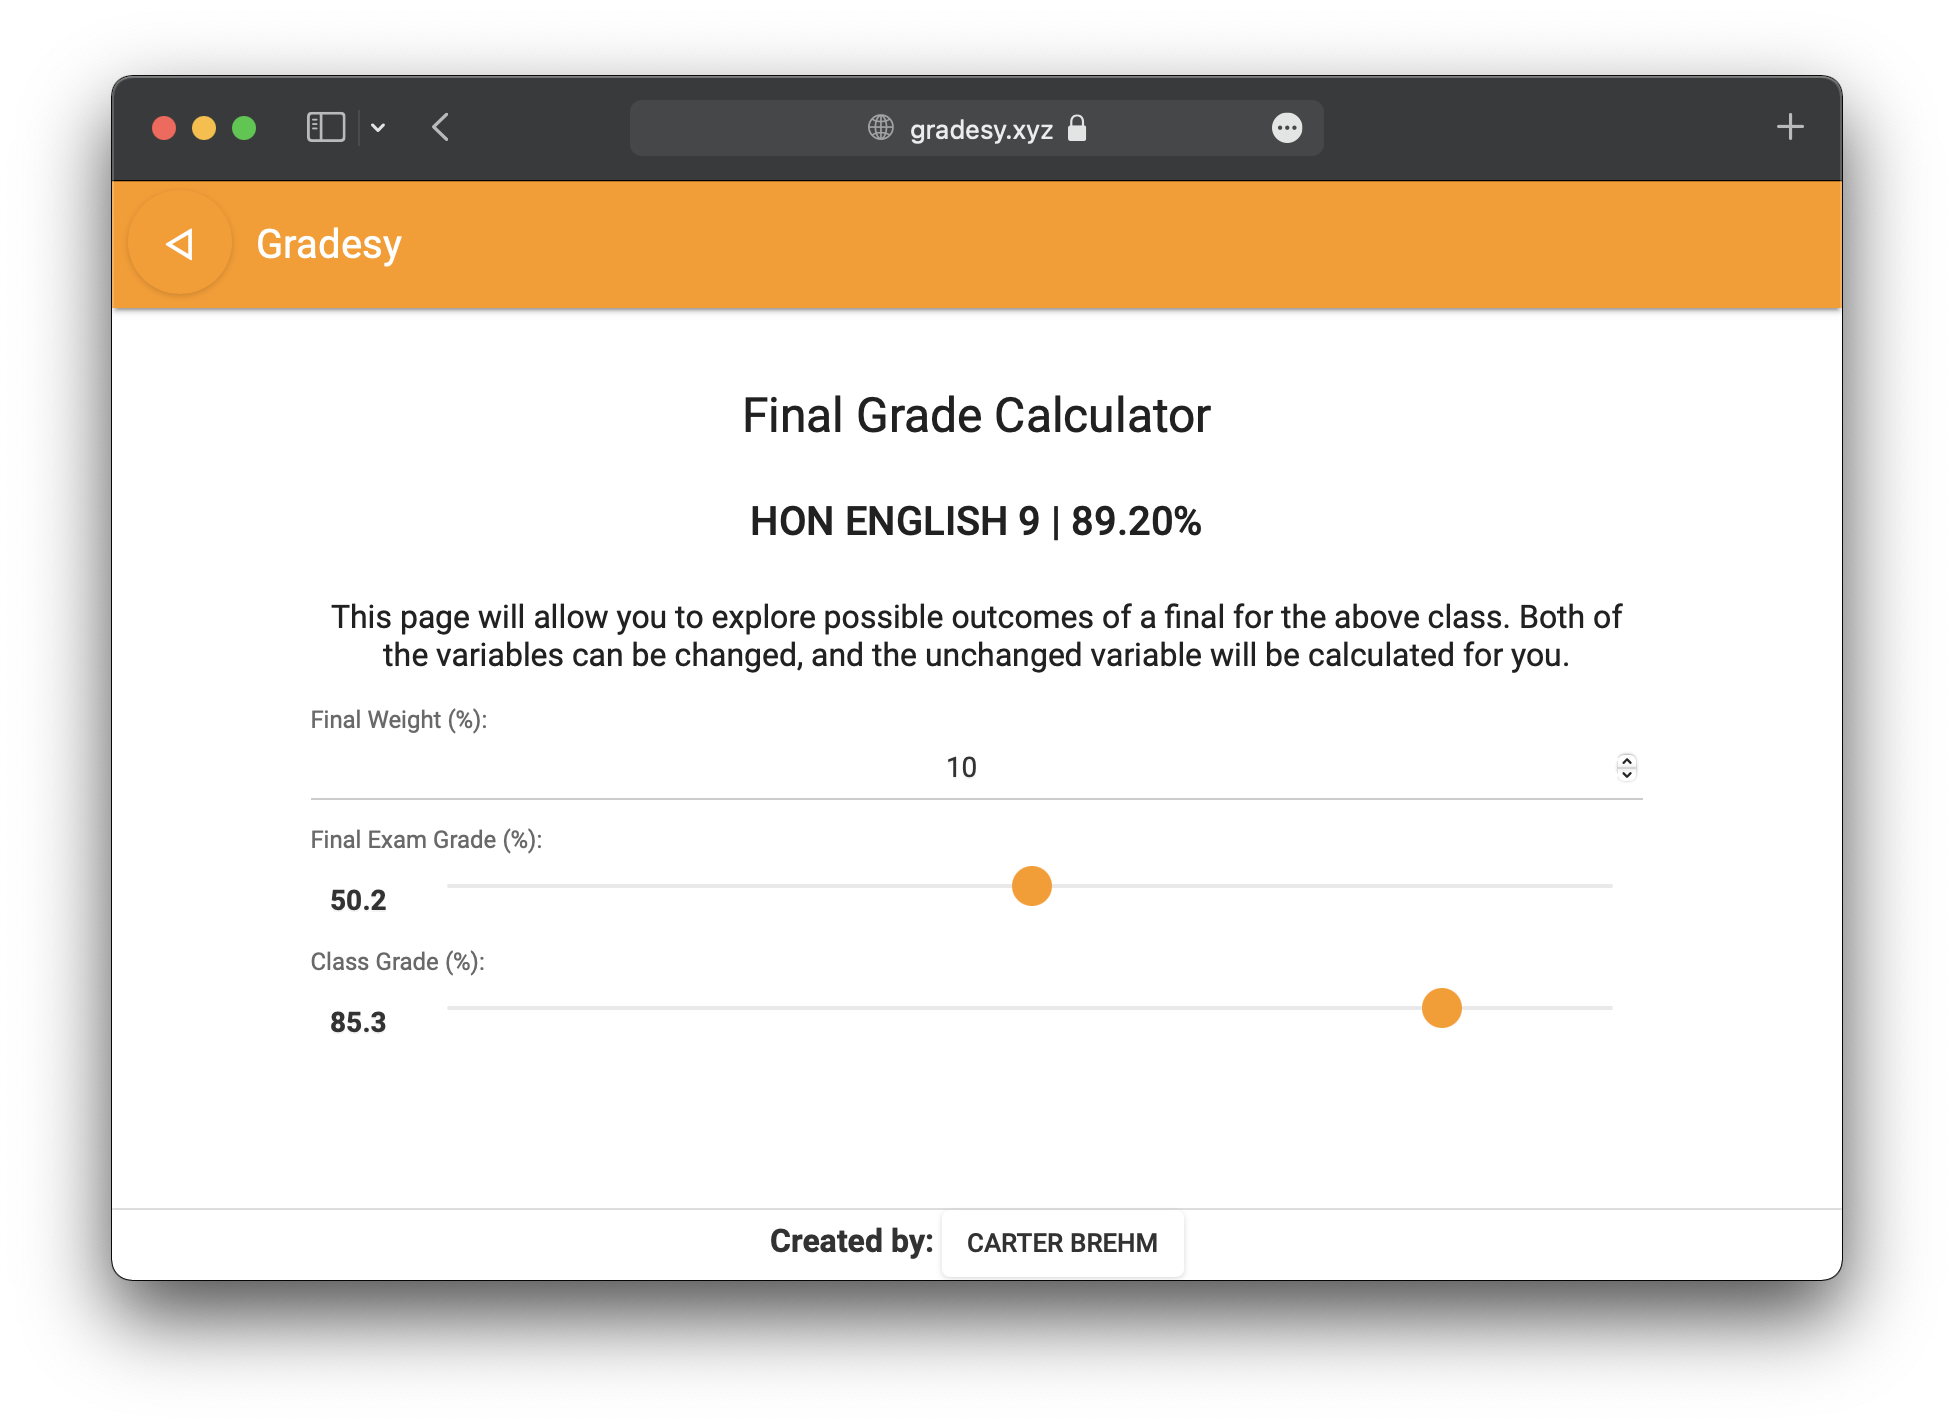 gradesy.xyz
Gradesy
Final Grade Calculator
HON ENGLISH 9 | 89.20%
This page will allow you to explore possible outcomes of a final for the above class. Both of
the variables can be changed, and the unchanged variable will be calculated for you.
Final Weight (%):
10
Final Exam Grade (%):
50.2
Class Grade (%):
85.3
Created by: CARTER BREHM